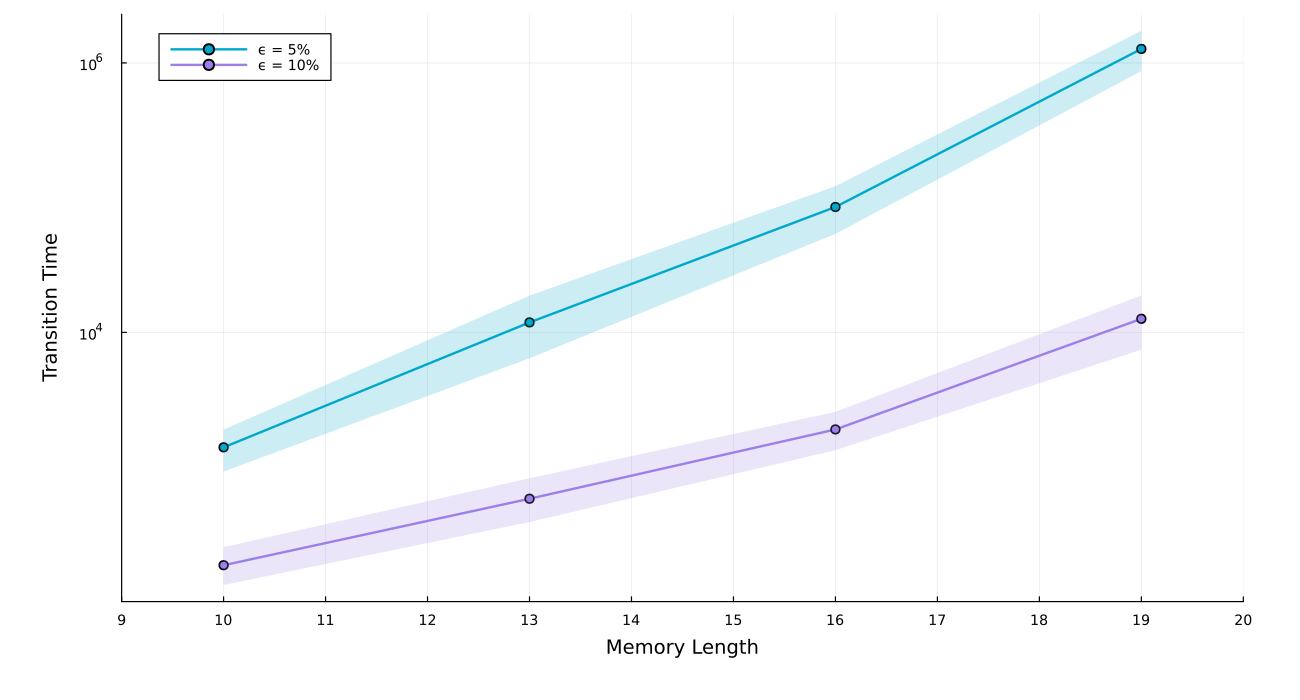 ϵ = 5%
ϵ = 10%
10⁶
10⁴
Transition Time
9 10 11 12 13 14 15 16 17 18 19 20
Memory Length